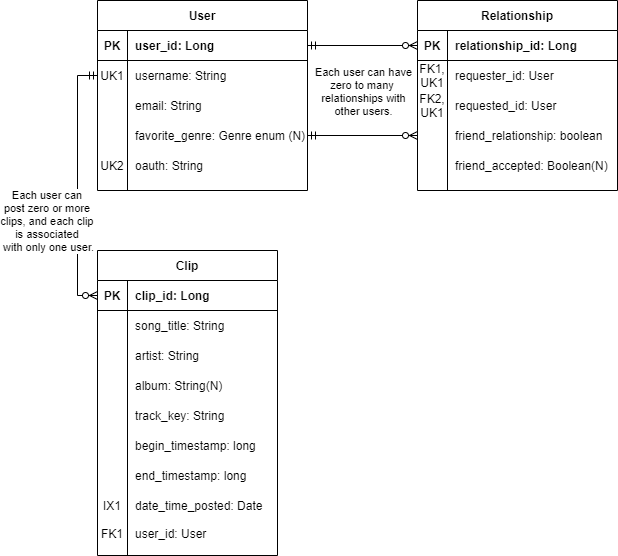 User
PK user_id: Long
UK1 username: String
email: String
favorite_genre: Genre enum (N)
UK2 oauth: String
Each user can have
zero to many
relationships with
other users.
Relationship
PK relationship_id: Long
FK1,
UK1 requester_id: User
FK2,
UK1 requested_id: User
friend_relationship: boolean
friend_accepted: Boolean(N)
Each user can
post zero or more
clips, and each clip
is associated
with only one user.
Clip
PK clip_id: Long
song_title: String
artist: String
album: String(N)
track_key: String
begin_timestamp: long
end_timestamp: long
IX1 date_time_posted: Date
FK1 user_id: User